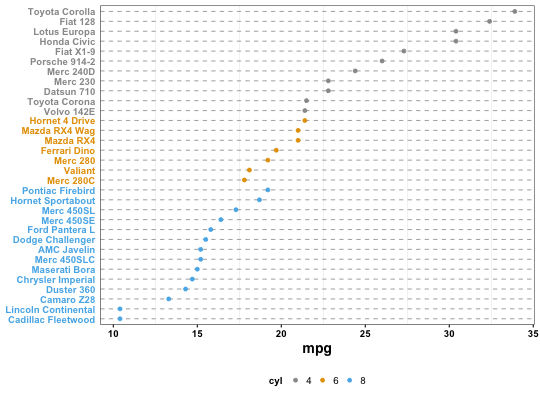 Toyota Corolla
Fiat 128
Lotus Europa
Honda Civic
Fiat X1-9
Porsche 914-2
Merc 240D
Merc 230
Datsun 710
Toyota Corona
Volvo 142E
Hornet 4 Drive
Mazda RX4 Wag
Mazda RX4
Ferrari Dino
Merc 280
Valiant
Merc 280C
Pontiac Firebird
Hornet Sportabout
Merc 450SL
Merc 450SE
Ford Pantera L
Dodge Challenger
AMC Javelin
Merc 450SLC
Maserati Bora
Chrysler Imperial
Duster 360
Camaro Z28
Lincoln Continental
Cadillac Fleetwood
10 15 20 25 30 35
mpg
cyl 4 6 8